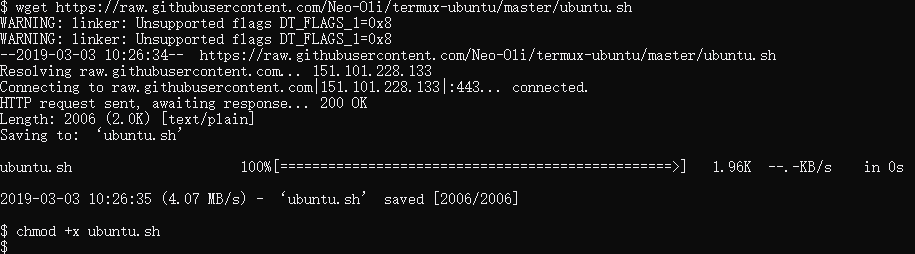 $ wget https://raw.githubusercontent.com/Neo-Oli/termux-ubuntu/master/ubuntu.sh
WARNING: linker: Unsupported flags DT_FLAGS_1=0x8
WARNING: linker: Unsupported flags DT_FLAGS_1=0x8
--2019-03-03 10:26:34--  https://raw.githubusercontent.com/Neo-Oli/termux-ubuntu/master/ubuntu.sh
Resolving raw.githubusercontent.com... 151.101.228.133
Connecting to raw.githubusercontent.com|151.101.228.133|:443... connected.
HTTP request sent, awaiting response... 200 OK
Length: 2006 (2.0K) [text/plain]
Saving to: ‘ubuntu.sh’
ubuntu.sh 100%[=================================================>] 1.96K --.-KB/s in 0s
2019-03-03 10:26:35 (4.07 MB/s) - ‘ubuntu.sh’ saved [2006/2006]
$ chmod +x ubuntu.sh
$